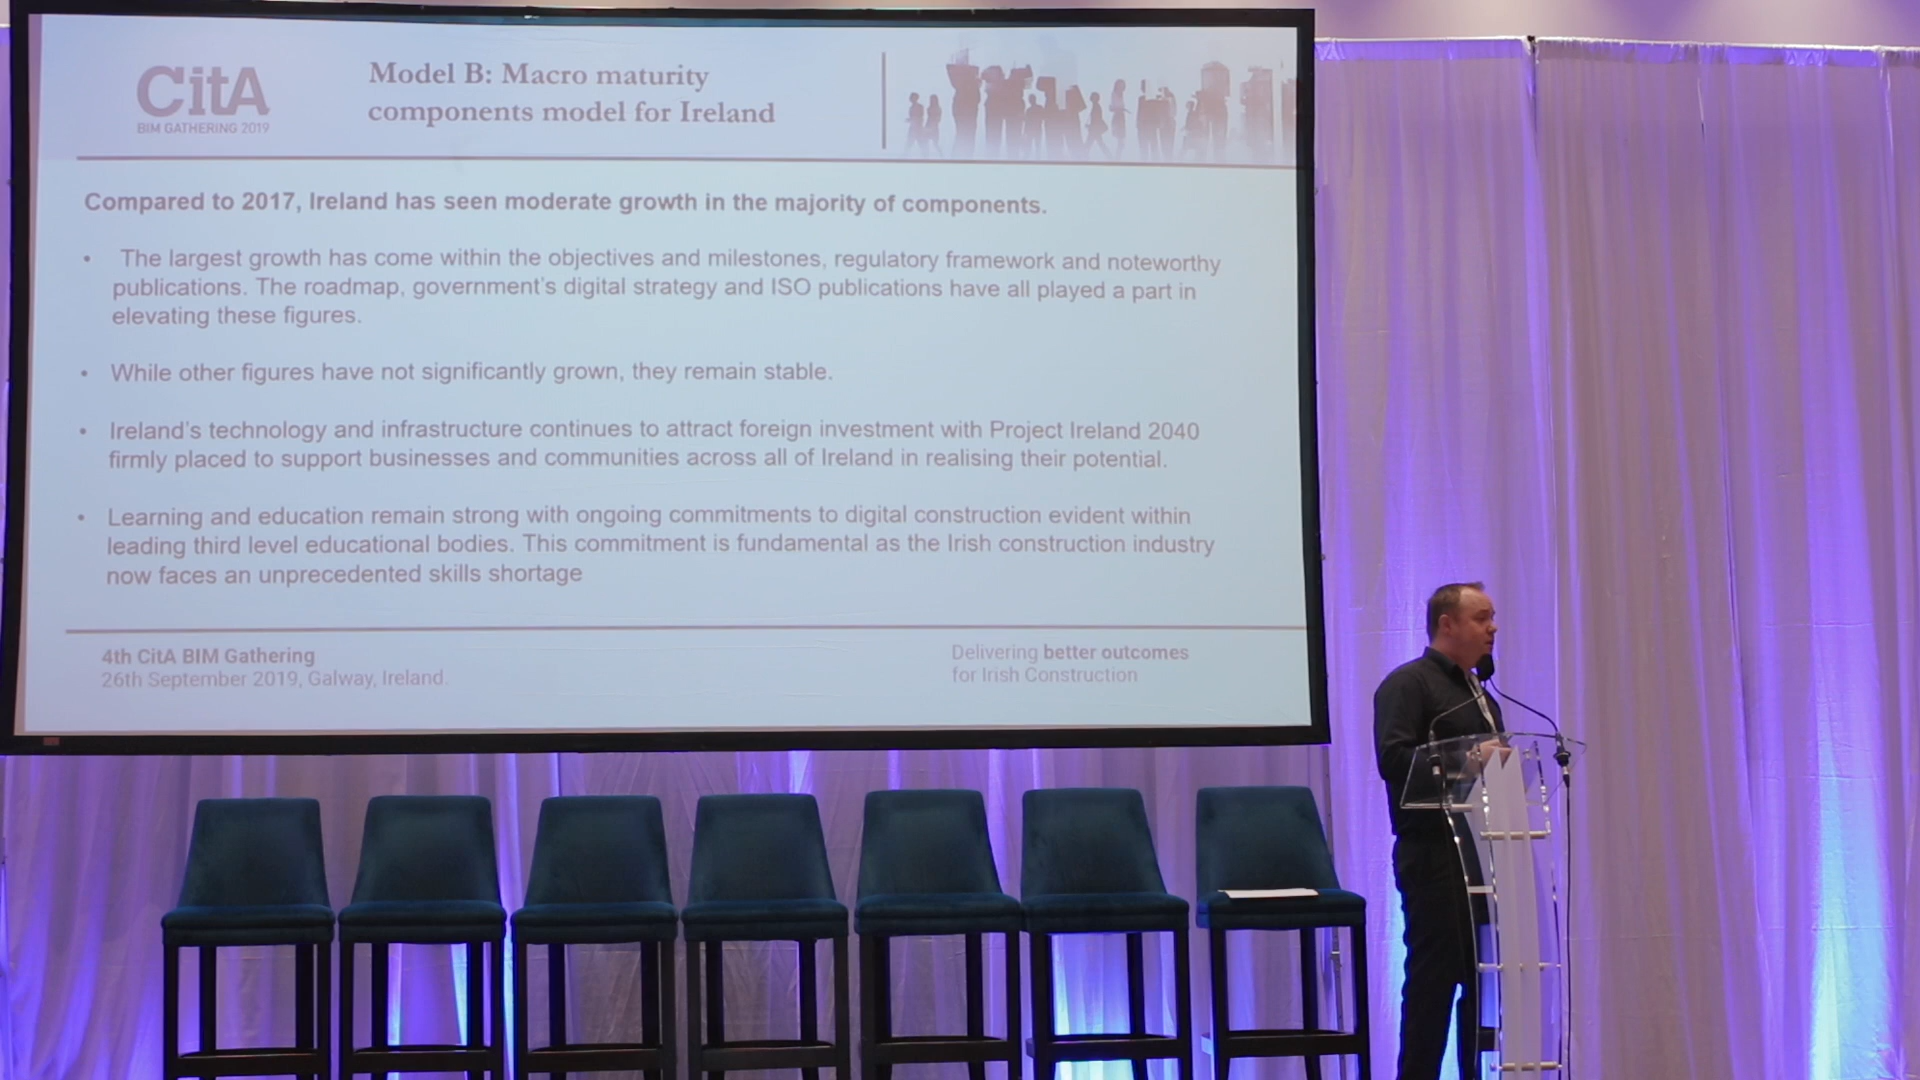 CitA
BIM GATHERING 2019
Model B: Macro maturity
components model for Ireland
Compared to 2017, Ireland has seen moderate growth in the majority of components.
• The largest growth has come within the objectives and milestones, regulatory framework and noteworthy
publications. The roadmap, government's digital strategy and ISO publications have all played a part in
elevating these figures.
• While other figures have not significantly grown, they remain stable.
• Ireland's technology and infrastructure continues to attract foreign investment with Project Ireland 2040
firmly placed to support businesses and communities across all of Ireland in realising their potential.
• Learning and education remain strong with ongoing commitments to digital construction evident within
leading third level educational bodies. This commitment is fundamental as the Irish construction industry
now faces an unprecedented skills shortage
4th CitA BIM Gathering
26th September 2019, Galway, Ireland.
Delivering better outcomes
for Irish Construction